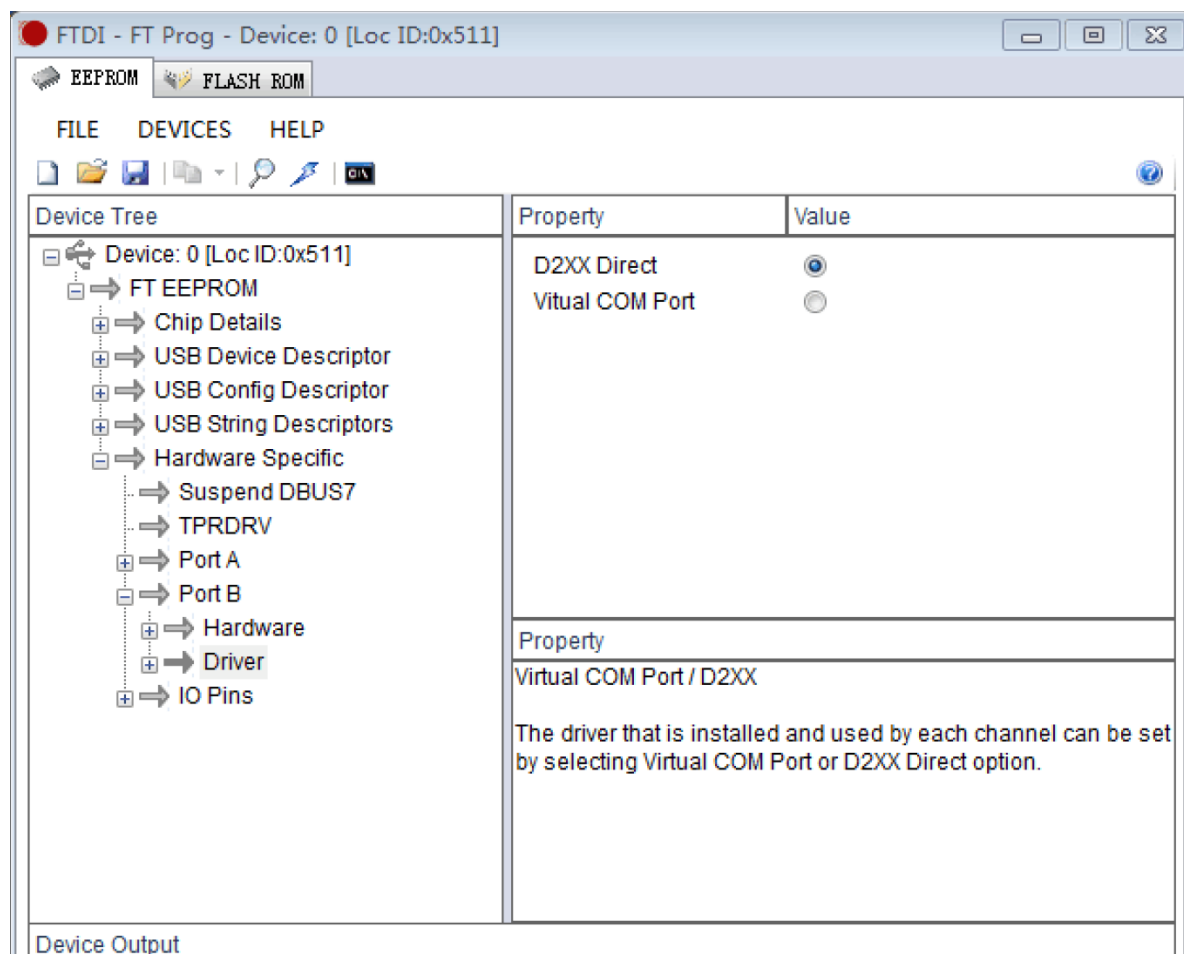 FTDI - FT Prog - Device: 0 [Loc ID:0x511]
EEPROM
FLASH ROM
FILE
DEVICES
HELP
Device Tree
Device: 0 [Loc ID:0x511]
FT EEPROM
Chip Details
USB Device Descriptor
USB Config Descriptor
USB String Descriptors
Hardware Specific
Suspend DBUS7
TPRDRV
Port A
Port B
Hardware
Driver
IO Pins
Property
Value
D2XX Direct
Vitual COM Port
Property
Virtual COM Port / D2XX
The driver that is installed and used by each channel can be set
by selecting Virtual COM Port or D2XX Direct option.
Device Output